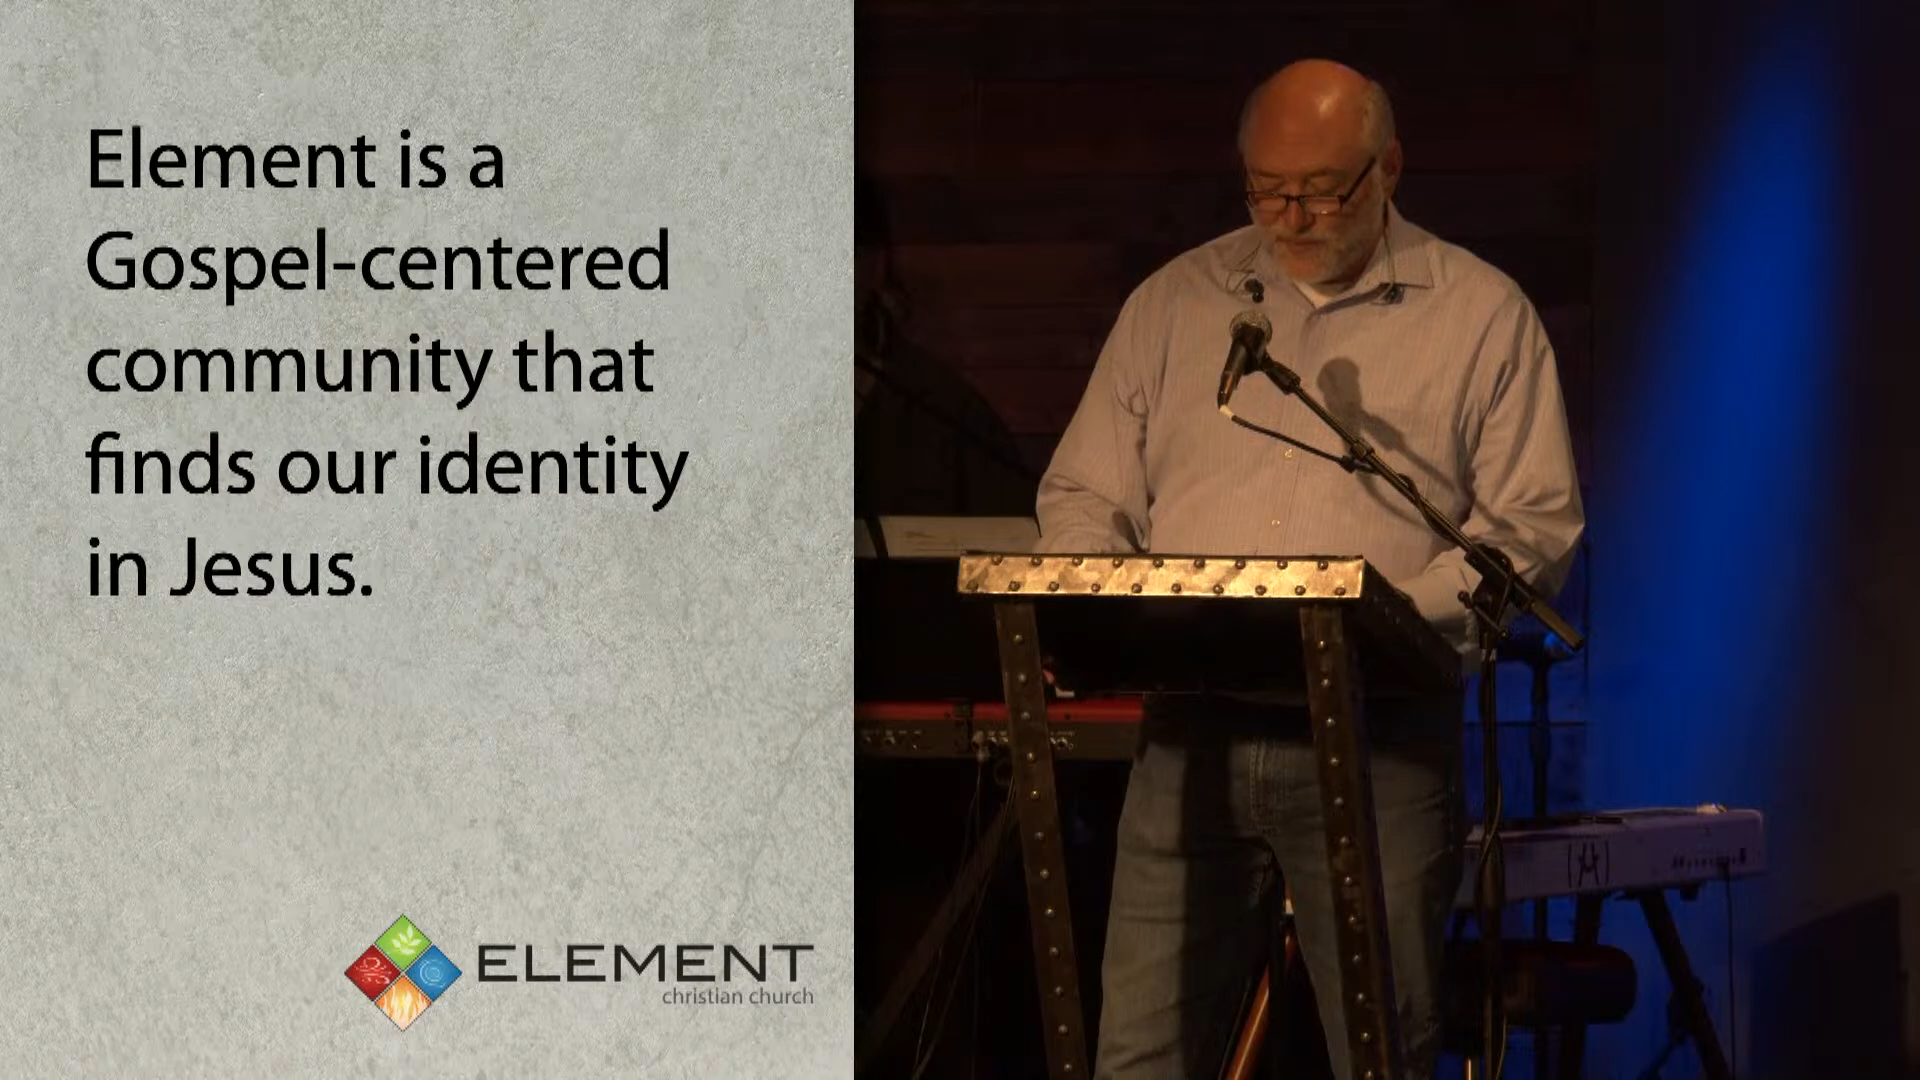 Element is a
Gospel-centered
community that
finds our identity
in Jesus.
ELEMENT
christian church